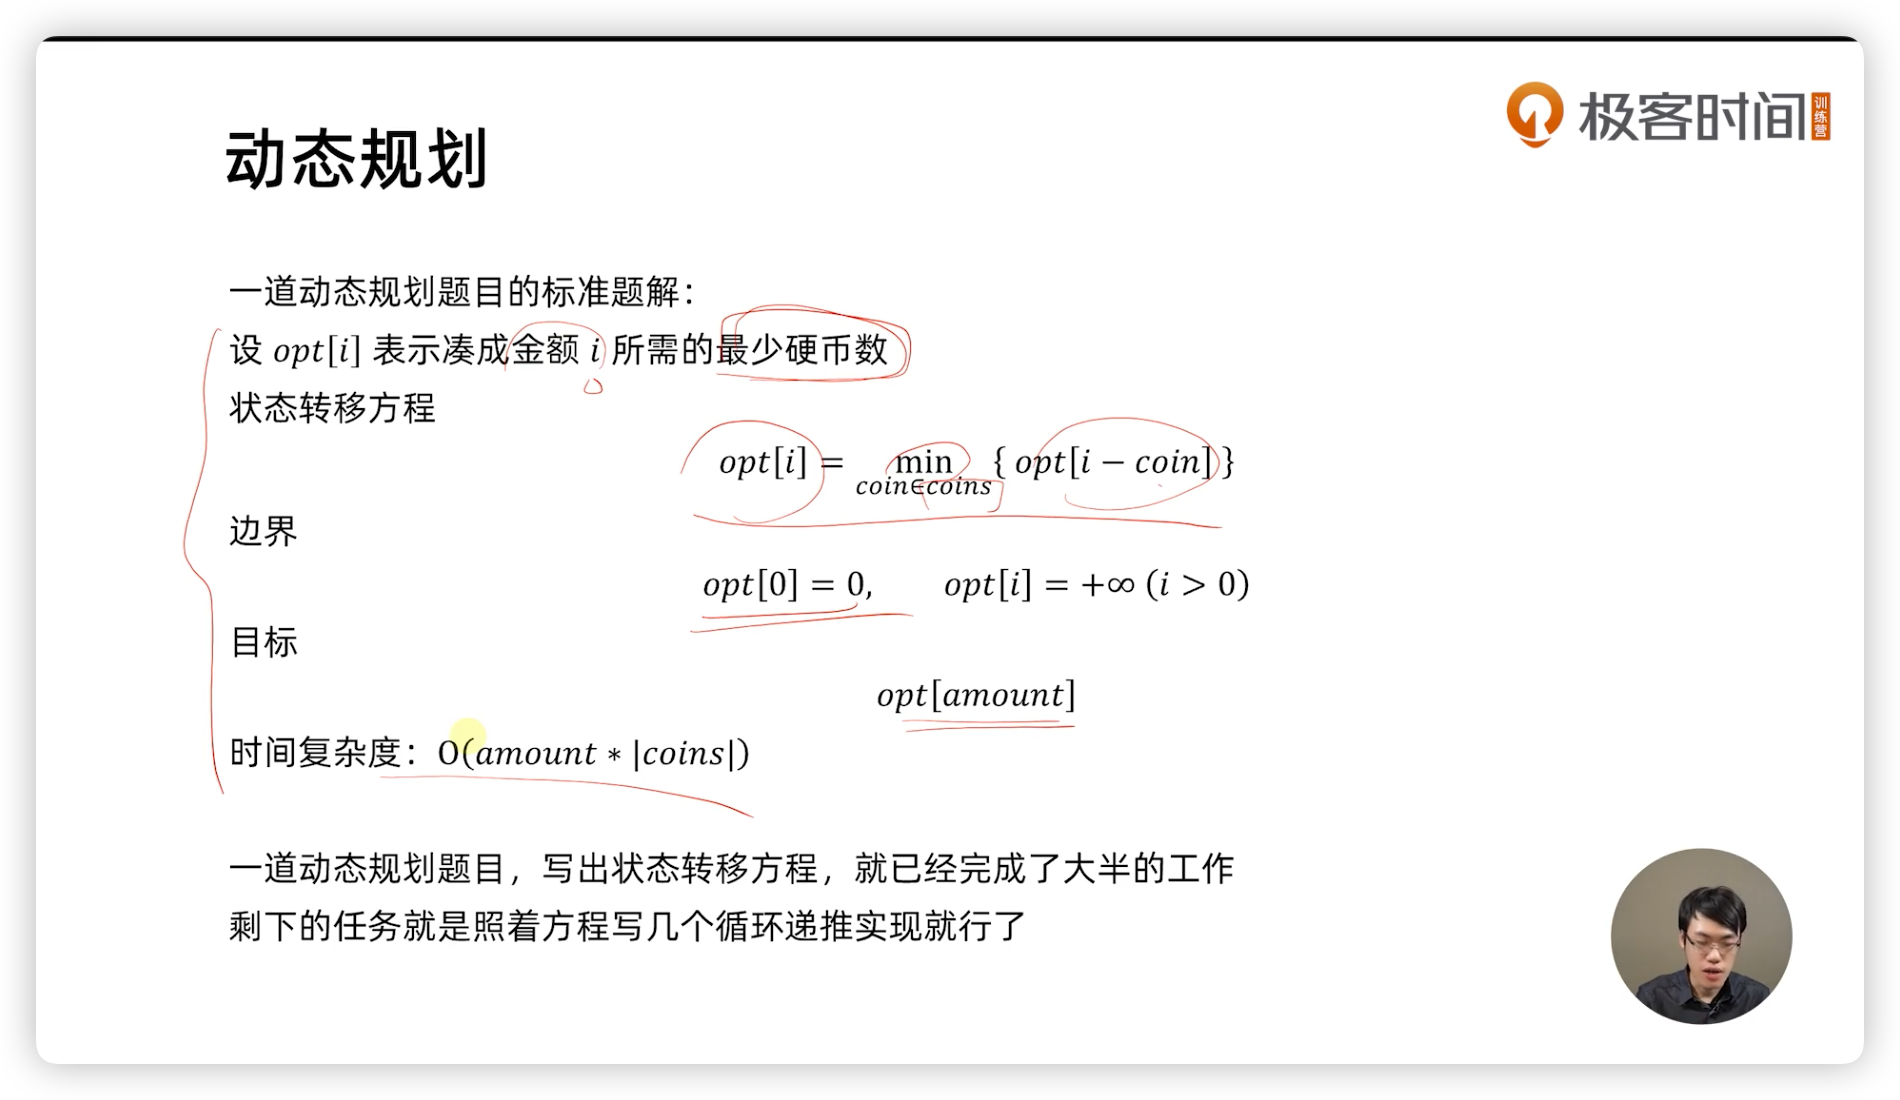 极客时间
训练营
动态规划
一道动态规划题目的标准题解：
设 opt[i] 表示凑成金额 i 所需的最少硬币数
状态转移方程
opt[i] = min { opt[i − coin] }
coin∈coins
边界
opt[0] = 0, opt[i] = +∞ (i > 0)
目标
opt[amount]
时间复杂度：O(amount ∗ |coins|)
一道动态规划题目，写出状态转移方程，就已经完成了大半的工作
剩下的任务就是照着方程写几个循环递推实现就行了